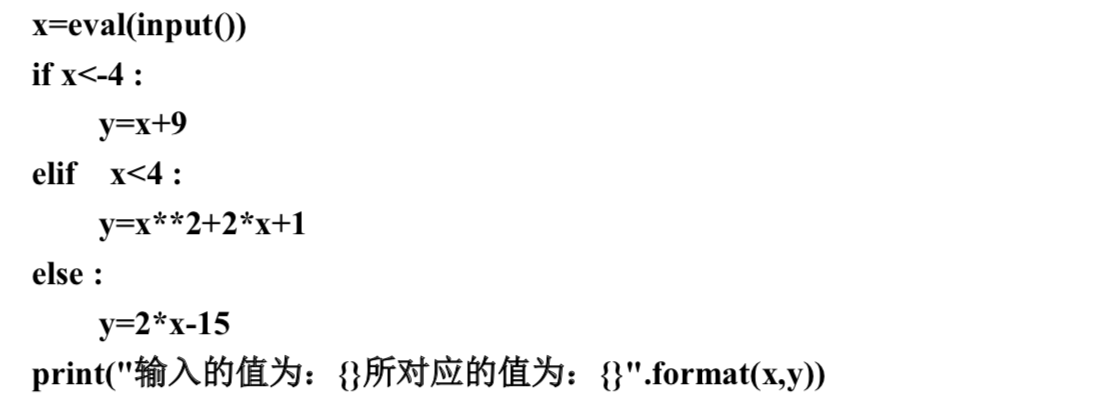 x=eval(input())
if x<-4 :
    y=x+9
elif    x<4 :
    y=x**2+2*x+1
else :
    y=2*x-15
print("输入的值为：{}所对应的值为：{}".format(x,y))